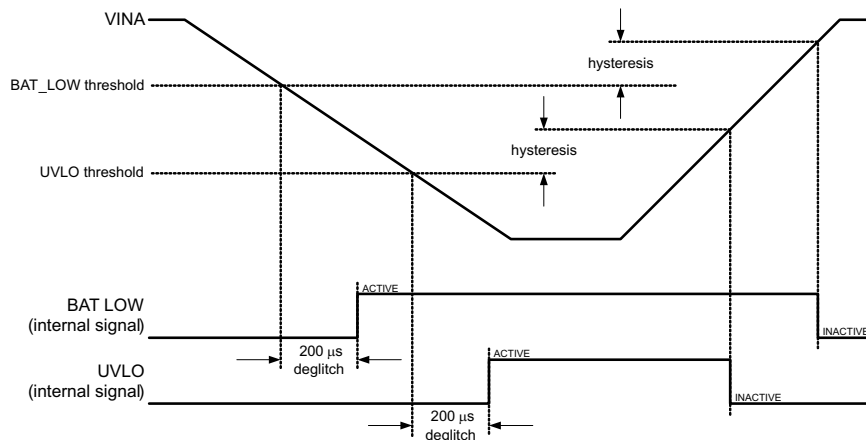 VINA
hysteresis
BAT_LOW threshold
hysteresis
UVLO threshold
BAT LOW
(internal signal)
ACTIVE
INACTIVE
200 μs
deglitch
UVLO
(internal signal)
ACTIVE
INACTIVE
200 μs
deglitch